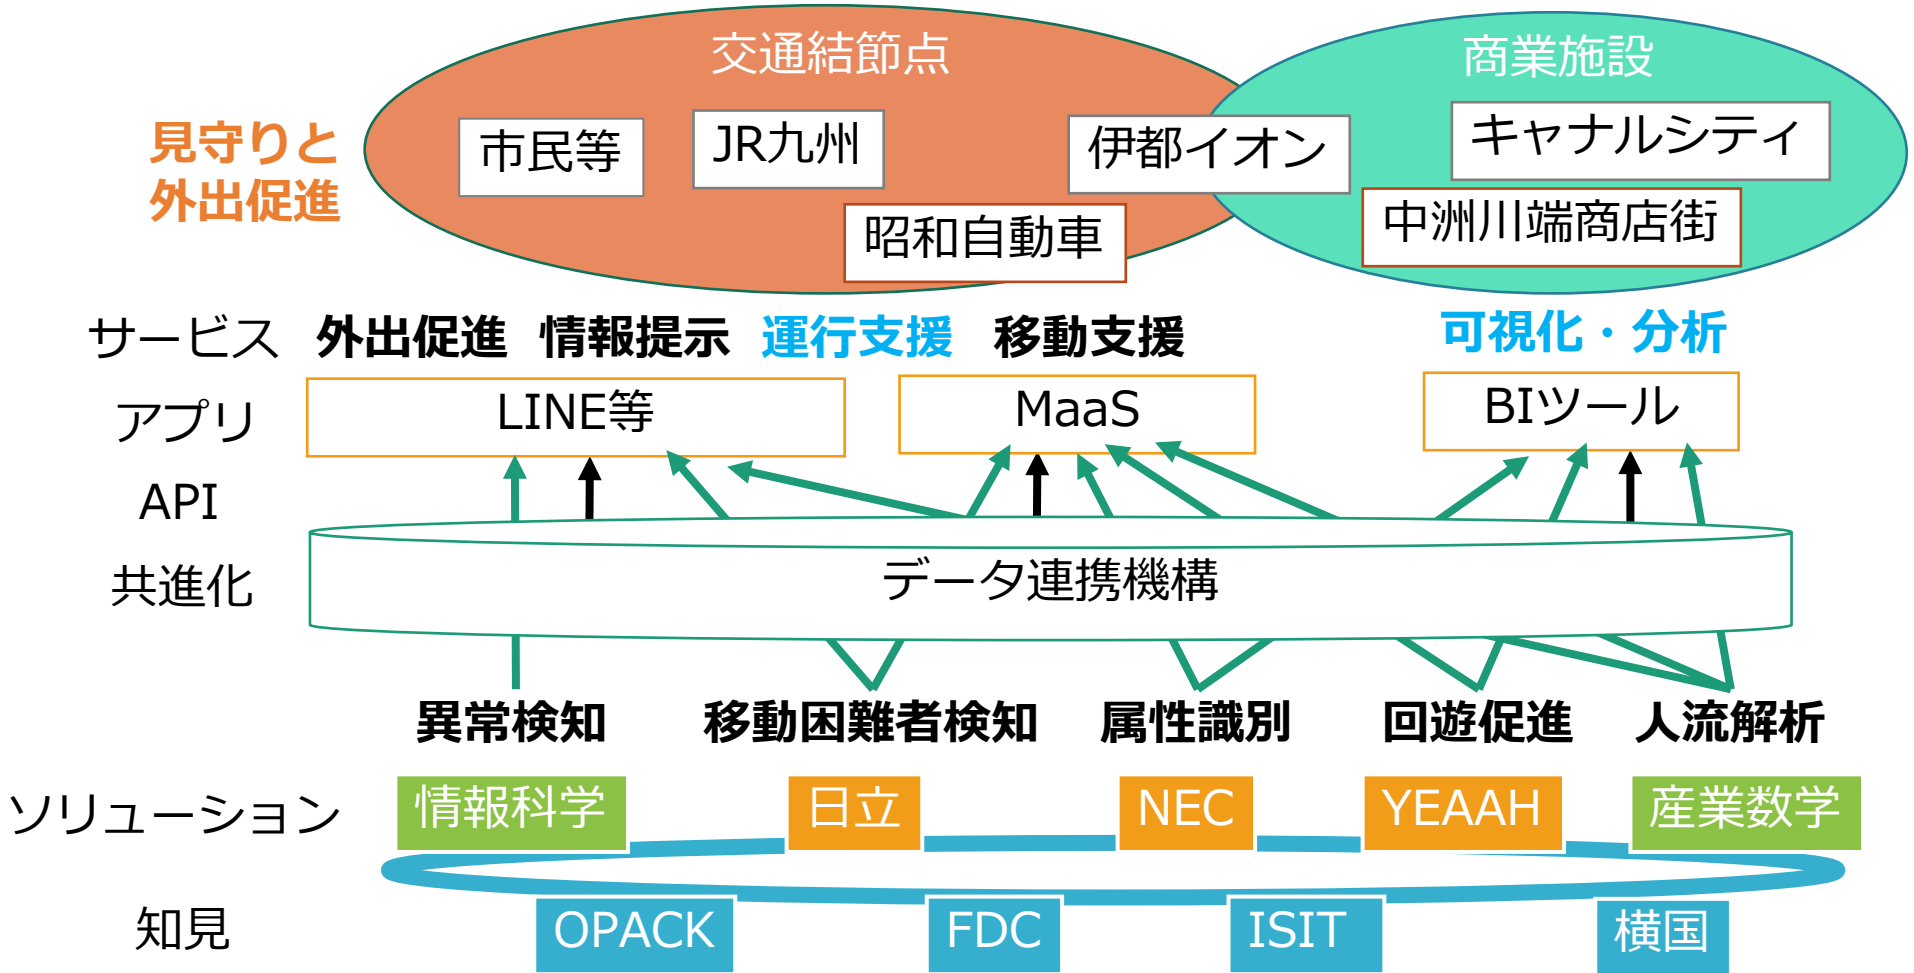 交通結節点
商業施設
見守りと
外出促進
市民等
JR九州
伊都イオン
キャナルシティ
昭和自動車
中洲川端商店街
サービス
外出促進
情報提示
運行支援
移動支援
可視化・分析
アプリ
LINE等
MaaS
BIツール
API
共進化
データ連携機構
異常検知
移動困難者検知
属性識別
回遊促進
人流解析
ソリューション
情報科学
日立
NEC
YEAAH
産業数学
知見
OPACK
FDC
ISIT
横国